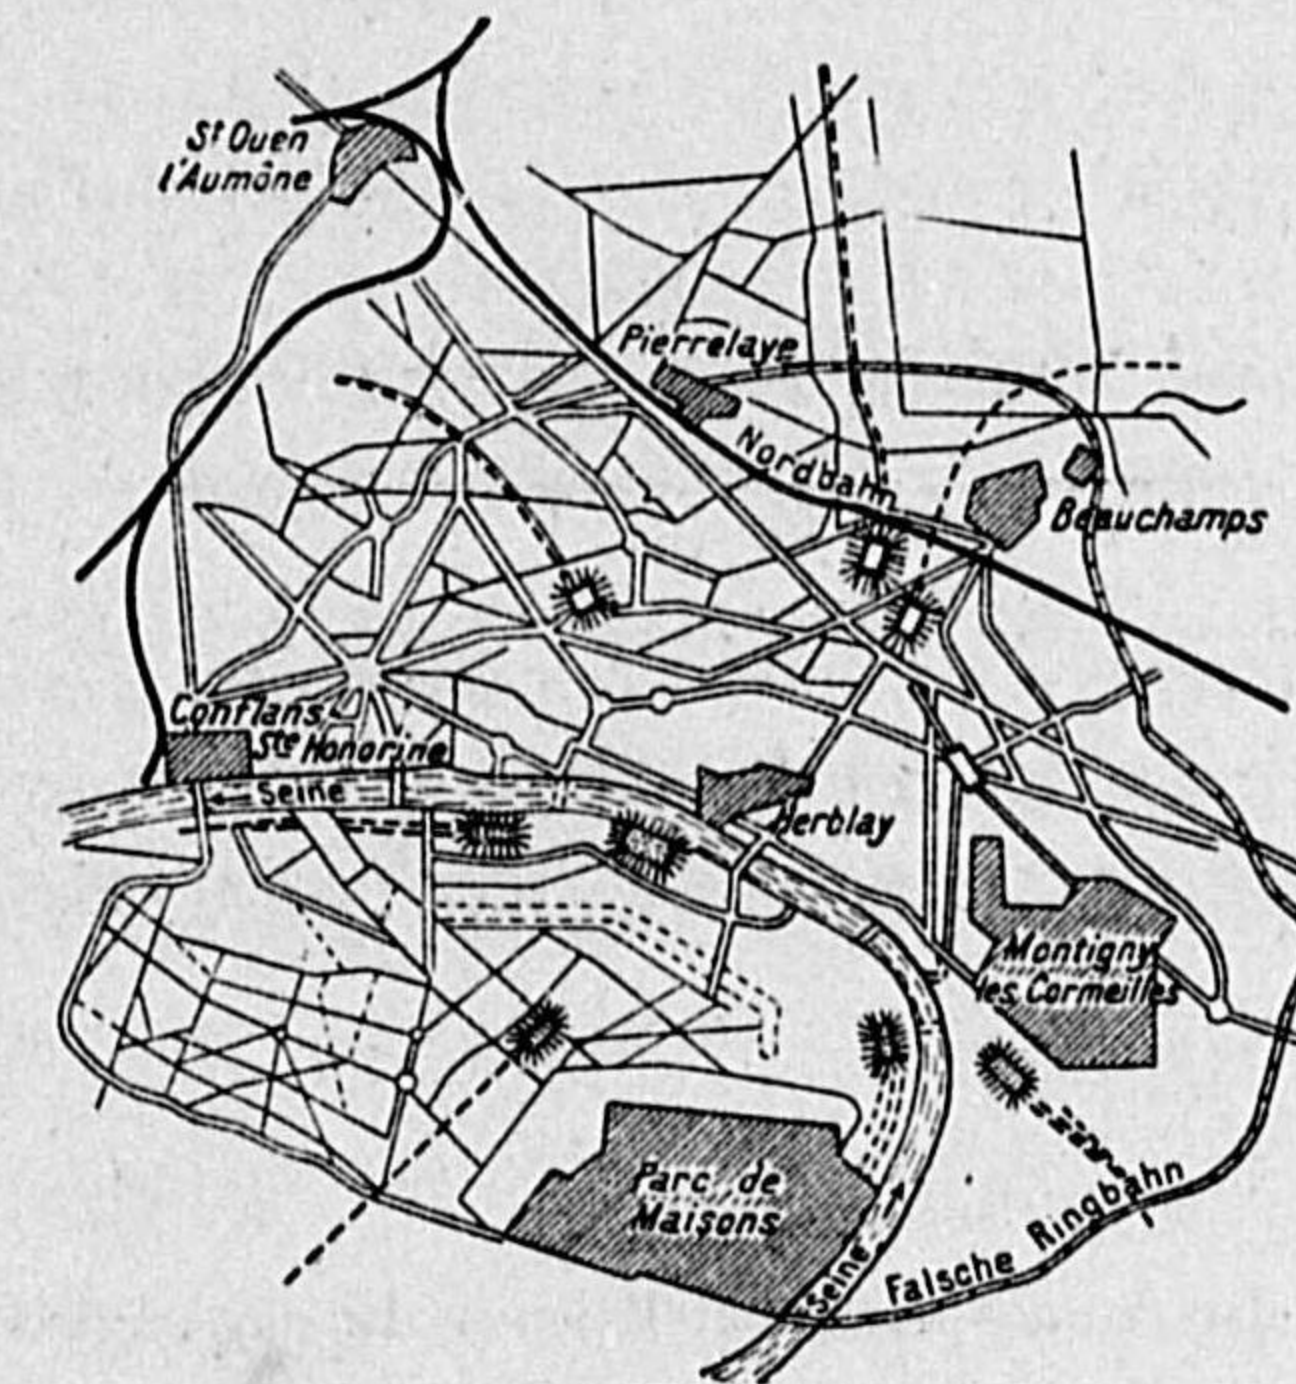 St Ouen
l'Aumône
Pierrelaye
Nordbahn
Beauchamps
Conflans
Ste Honorine
Seine
Herblay
Montigny
les Cormeilles
Parc de
Maisons
Seine
Falsche Ringbahn